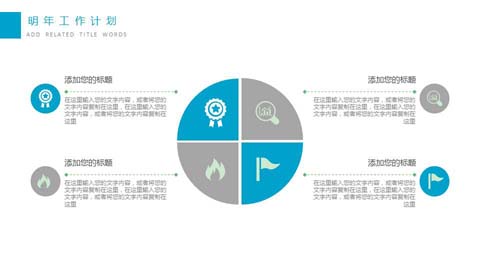 明年工作计划
ADD RELATED TITLE WORDS
添加您的标题
在这里输入您的文字内容，或者将您的
文字内容复制在这里，在这里输入您的
文字内容，或者将您的文字内容复制在
这里
添加您的标题
在这里输入您的文字内容，或者将您的
文字内容复制在这里，在这里输入您的
文字内容，或者将您的文字内容复制在
这里
添加您的标题
在这里输入您的文字内容，或者将您的
文字内容复制在这里，在这里输入您的
文字内容，或者将您的文字内容复制在
这里
添加您的标题
在这里输入您的文字内容，或者将您的
文字内容复制在这里，在这里输入您的
文字内容，或者将您的文字内容复制在
这里